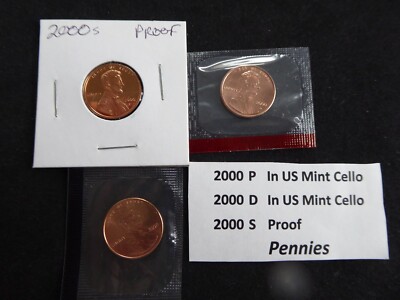 2000s PROOF
2000 P In US Mint Cello
2000 D In US Mint Cello
2000 S Proof
Pennies